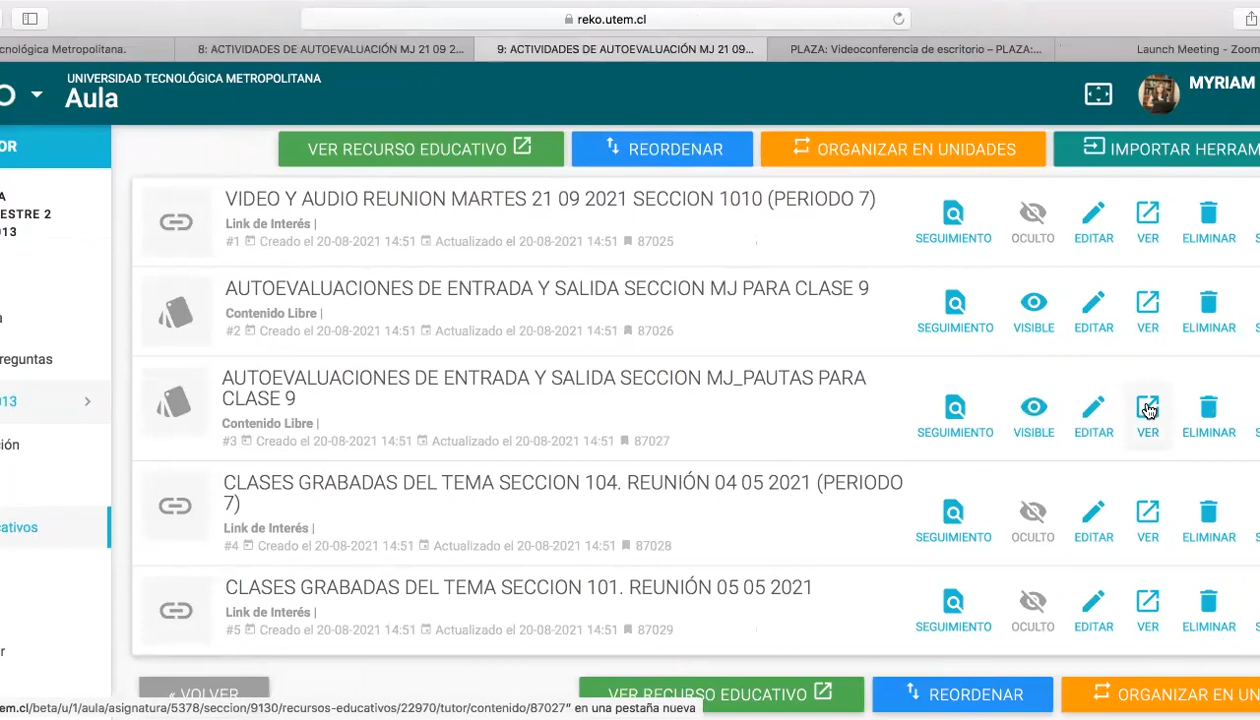 reko.utem.cl
cnológica Metropolitana.
8: ACTIVIDADES DE AUTOEVALUACIÓN MJ 21 09 2...
9: ACTIVIDADES DE AUTOEVALUACIÓN MJ 21 09...
PLAZA: Videoconferencia de escritorio – PLAZA:...
Launch Meeting - Zoom
UNIVERSIDAD TECNOLÓGICA METROPOLITANA
Aula
MYRIAM
OR
VER RECURSO EDUCATIVO
REORDENAR
ORGANIZAR EN UNIDADES
IMPORTAR HERRAM
A
ESTRE 2
013
VIDEO Y AUDIO REUNION MARTES 21 09 2021 SECCION 1010 (PERIODO 7)
Link de Interés |
#1 Creado el 20-08-2021 14:51 Actualizado el 20-08-2021 14:51 87025
SEGUIMIENTO OCULTO EDITAR VER ELIMINAR
AUTOEVALUACIONES DE ENTRADA Y SALIDA SECCION MJ PARA CLASE 9
Contenido Libre |
#2 Creado el 20-08-2021 14:51 Actualizado el 20-08-2021 14:51 87026
SEGUIMIENTO VISIBLE EDITAR VER ELIMINAR
a
reguntas
013
ción
AUTOEVALUACIONES DE ENTRADA Y SALIDA SECCION MJ_PAUTAS PARA
CLASE 9
Contenido Libre |
#3 Creado el 20-08-2021 14:51 Actualizado el 20-08-2021 14:51 87027
SEGUIMIENTO VISIBLE EDITAR VER ELIMINAR
CLASES GRABADAS DEL TEMA SECCION 104. REUNIÓN 04 05 2021 (PERIODO
7)
Link de Interés |
#4 Creado el 20-08-2021 14:51 Actualizado el 20-08-2021 14:51 87028
SEGUIMIENTO OCULTO EDITAR VER ELIMINAR
cativos
CLASES GRABADAS DEL TEMA SECCION 101. REUNIÓN 05 05 2021
Link de Interés |
#5 Creado el 20-08-2021 14:51 Actualizado el 20-08-2021 14:51 87029
SEGUIMIENTO OCULTO EDITAR VER ELIMINAR
r
« VOLVER
VER RECURSO EDUCATIVO
REORDENAR
ORGANIZAR EN UN
em.cl/beta/u/1/aula/asignatura/5378/seccion/9130/recursos-educativos/22970/tutor/contenido/87027" en una pestaña nueva